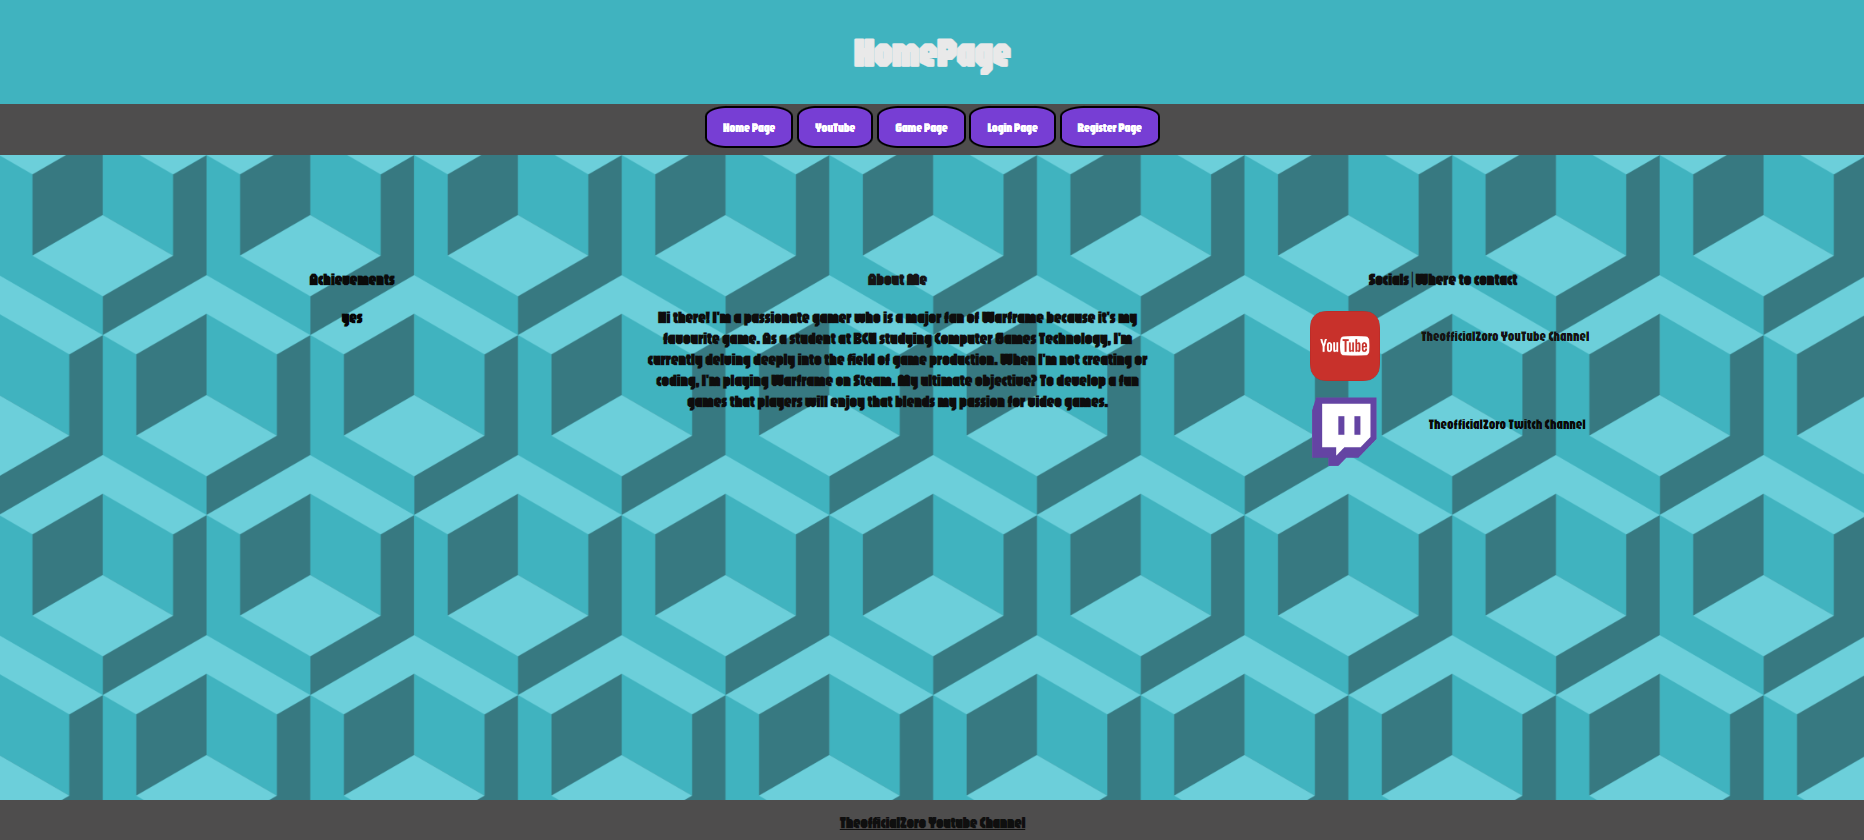 HomePage
Home Page
YouTube
Game Page
Login Page
Register Page
Achievements
yes
About Me
Hi there! I'm a passionate gamer who is a major fan of Warframe because it's my
favourite game. As a student at BCU studying Computer Games Technology, I'm
currently delving deeply into the field of game production. When I'm not creating or
coding, I'm playing Warframe on Steam. My ultimate objective? To develop a fun
games that players will enjoy that blends my passion for video games.
Socials | Where to contact
YouTube
TheofficialZoro YouTube Channel
TheofficialZoro Twitch Channel
TheofficialZoro Youtube Channel